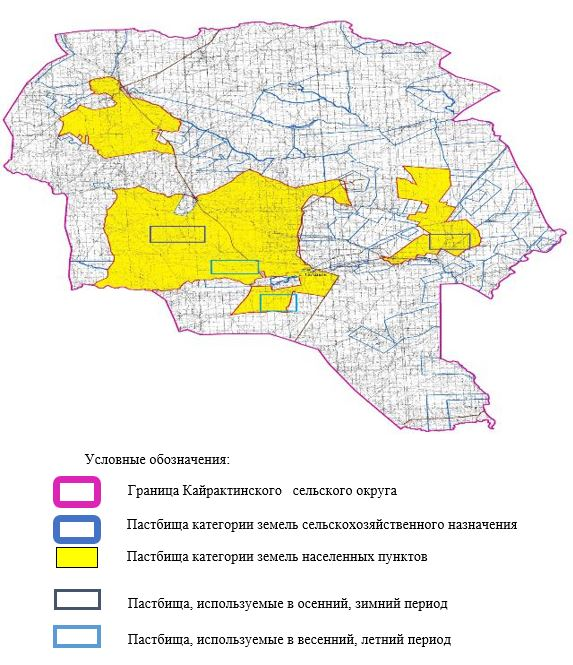 Условные обозначения:
Граница Кайрактинского сельского округа
Пастбища категории земель сельскохозяйственного назначения
Пастбища категории земель населенных пунктов
Пастбища, используемые в осенний, зимний период
Пастбища, используемые в весенний, летний период